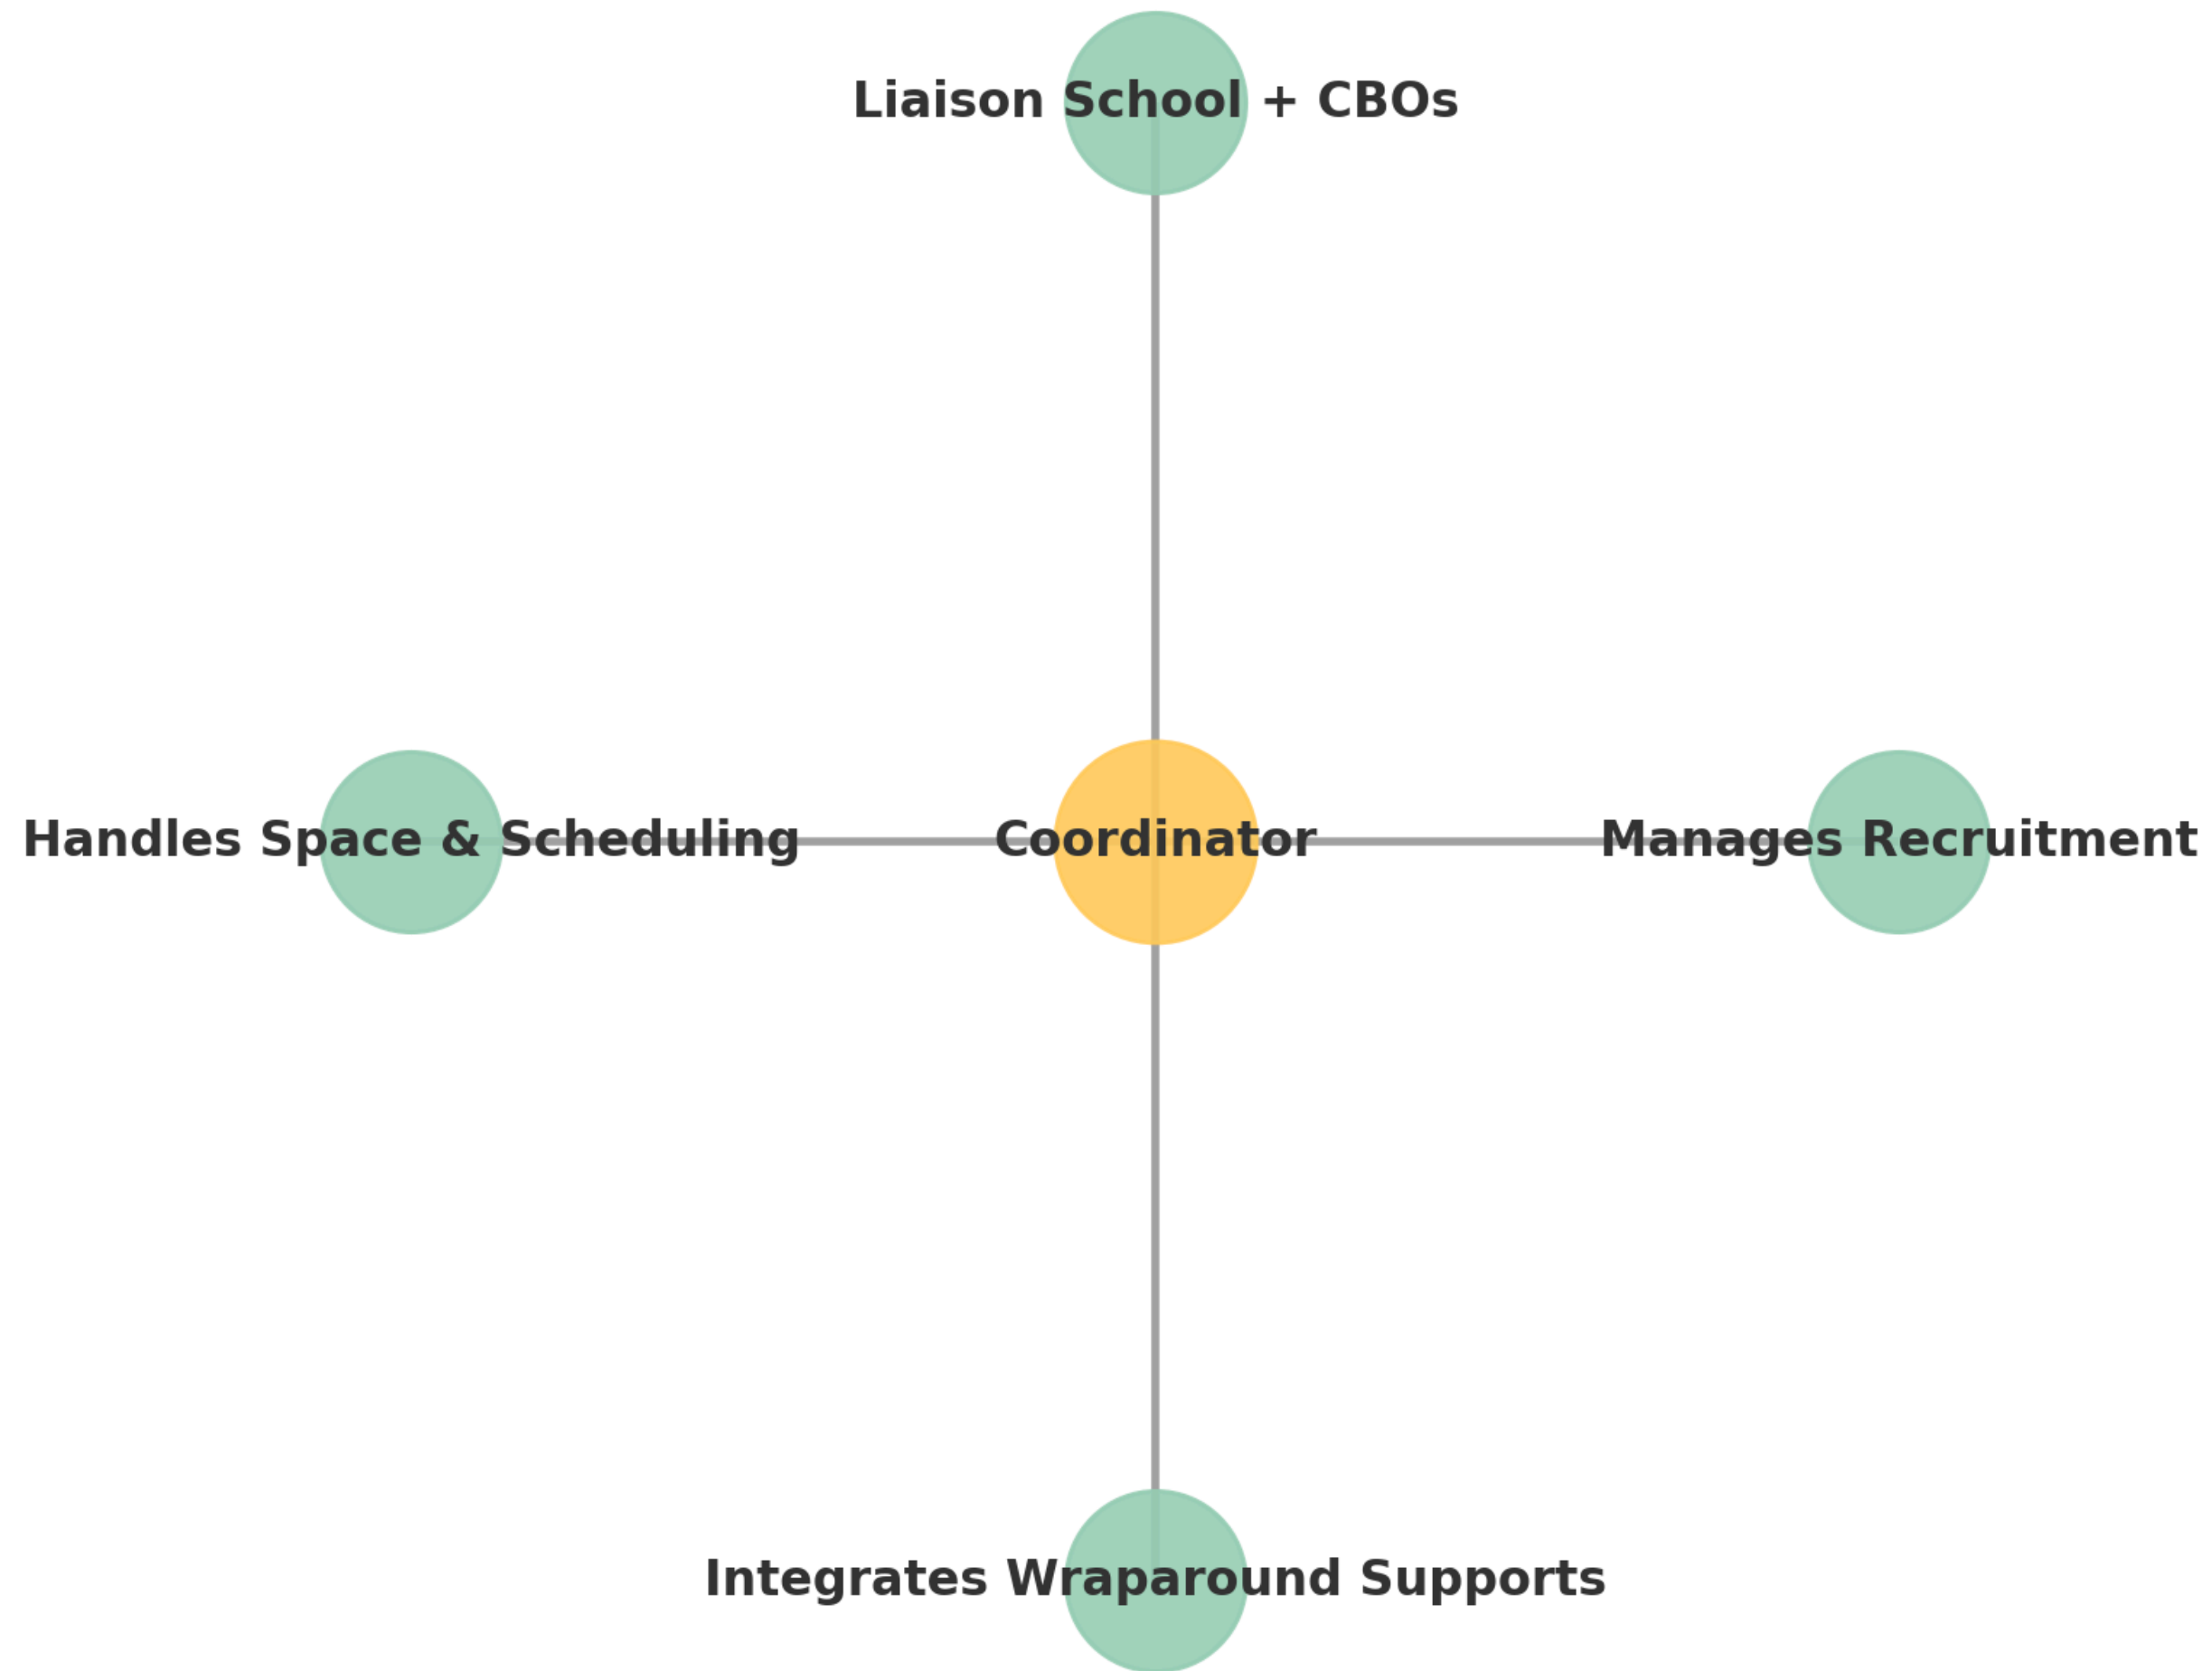 Liaison School + CBOs
Handles Space & Scheduling
Coordinator
Manages Recruitment
Integrates Wraparound Supports